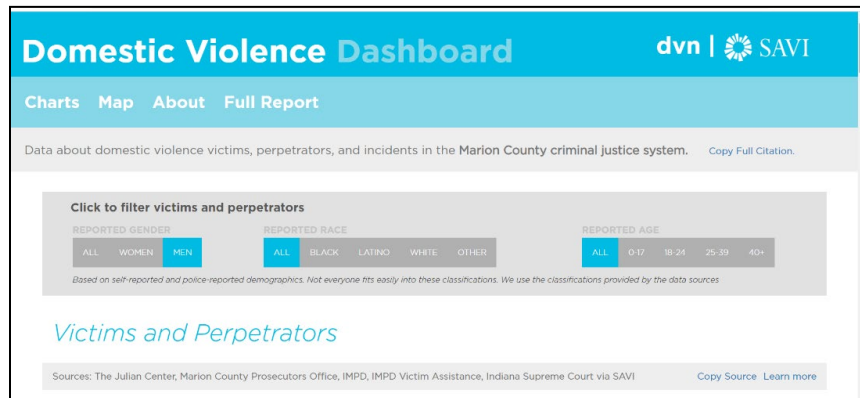 Domestic Violence Dashboard
dvn | SAVI
Charts Map About Full Report
Data about domestic violence victims, perpetrators, and incidents in the Marion County criminal justice system. Copy Full Citation.
Click to filter victims and perpetrators
REPORTED GENDER REPORTED RACE REPORTED AGE
ALL WOMEN MEN ALL BLACK LATINO WHITE OTHER ALL 0-17 18-24 25-39 40+
Based on self-reported and police-reported demographics. Not everyone fits easily into these classifications. We use the classifications provided by the data sources
Victims and Perpetrators
Sources: The Julian Center, Marion County Prosecutors Office, IMPD, IMPD Victim Assistance, Indiana Supreme Court via SAVI Copy Source Learn more